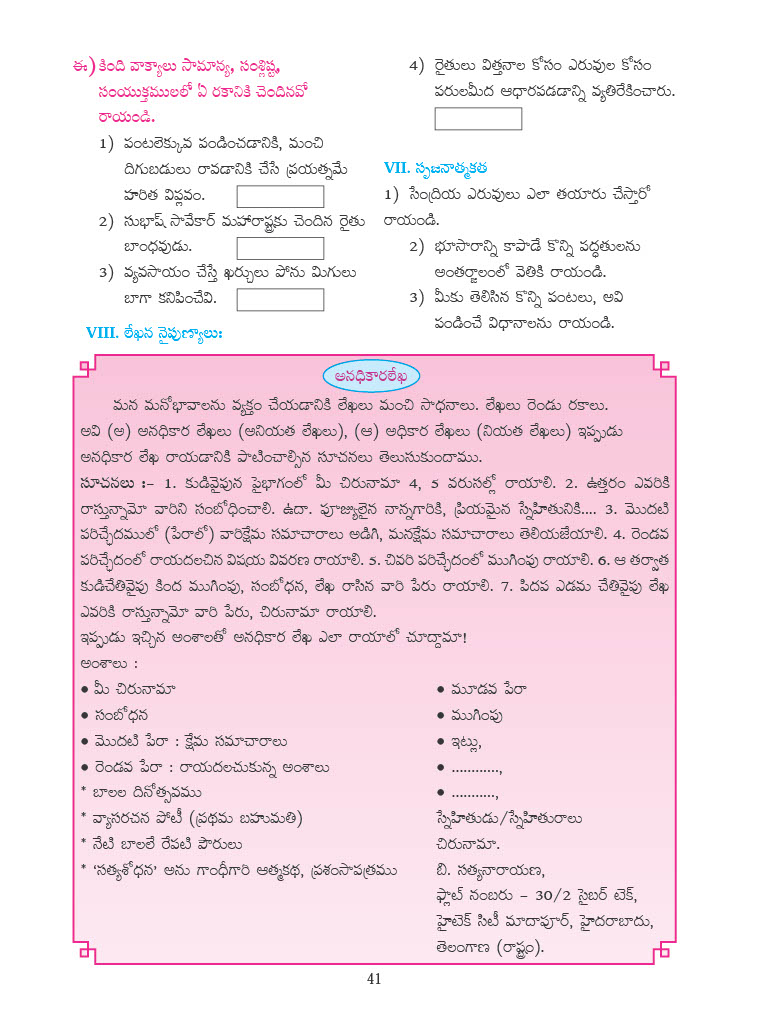 ఈ) కింది వాక్యాలు సామాన్య, సంశ్లిష్ట,
సంయుక్తములలో ఏ రకానికి చెందినవో
రాయండి.
1) పంటలెక్కువ పండించడానికి, మంచి
దిగుబడులు రావడానికి చేసే ప్రయత్నమే
హరిత విప్లవం.
2) సుభాష్ సావేకార్ మహారాష్ట్రకు చెందిన రైతు
బాంధవుడు.
3) వ్యవసాయం చేస్తే ఖర్చులు పోను మిగులు
బాగా కనిపించేవి.
4) రైతులు విత్తనాల కోసం ఎరువుల కోసం
పరులమీద ఆధారపడడాన్ని వ్యతిరేకించారు.
VII. సృజనాత్మకత
1) సేంద్రియ ఎరువులు ఎలా తయారు చేస్తారో
రాయండి.
2) భూసారాన్ని కాపాడే కొన్ని పద్ధతులను
అంతర్జాలంలో వెతికి రాయండి.
3) మీకు తెలిసిన కొన్ని పంటలు, అవి
పండించే విధానాలను రాయండి.
VIII. లేఖన నైపుణ్యాలు:
అనధికారలేఖ
మన మనోభావాలను వ్యక్తం చేయడానికి లేఖలు మంచి సాధనాలు. లేఖలు రెండు రకాలు.
అవి (అ) అనధికార లేఖలు (అనియత లేఖలు), (ఆ) అధికార లేఖలు (నియత లేఖలు) ఇప్పుడు
అనధికార లేఖ రాయడానికి పాటించాల్సిన సూచనలు తెలుసుకుందాము.
సూచనలు :– 1. కుడివైపున పైభాగంలో మీ చిరునామా 4, 5 వరుసల్లో రాయాలి. 2. ఉత్తరం ఎవరికి
రాస్తున్నామో వారిని సంబోధించాలి. ఉదా. పూజ్యులైన నాన్నగారికి, ప్రియమైన స్నేహితునికి.... 3. మొదటి
పరిచ్ఛేదములో (పేరాలో) వారిక్షేమ సమాచారాలు అడిగి, మనక్షేమ సమాచారాలు తెలియజేయాలి. 4. రెండవ
పరిచ్ఛేదంలో రాయదలచిన విషయ వివరణ రాయాలి. 5. చివరి పరిచ్ఛేదంలో ముగింపు రాయాలి. 6. ఆ తర్వాత
కుడిచేతివైపు కింద ముగింపు, సంబోధన, లేఖ రాసిన వారి పేరు రాయాలి. 7. పిదప ఎడమ చేతివైపు లేఖ
ఎవరికి రాస్తున్నామో వారి పేరు, చిరునామా రాయాలి.
ఇప్పుడు ఇచ్చిన అంశాలతో అనధికార లేఖ ఎలా రాయాలో చూద్దామా!
అంశాలు :
• మీ చిరునామా
• సంబోధన
• మొదటి పేరా : క్షేమ సమాచారాలు
• రెండవ పేరా : రాయదలచుకున్న అంశాలు
* బాలల దినోత్సవము
* వ్యాసరచన పోటీ (ప్రథమ బహుమతి)
* నేటి బాలలే రేపటి పౌరులు
* ‘సత్యశోధన’ అను గాంధీగారి ఆత్మకథ, ప్రశంసాపత్రము
• మూడవ పేరా
• ముగింపు
• ఇట్లు,
• ............,
• ...........,
స్నేహితుడు/స్నేహితురాలు
చిరునామా.
బి. సత్యనారాయణ,
ఫ్లాట్ నంబరు – 30/2 సైబర్ టెక్,
హైటెక్ సిటీ మాదాపూర్, హైదరాబాదు,
తెలంగాణ (రాష్ట్రం).
41